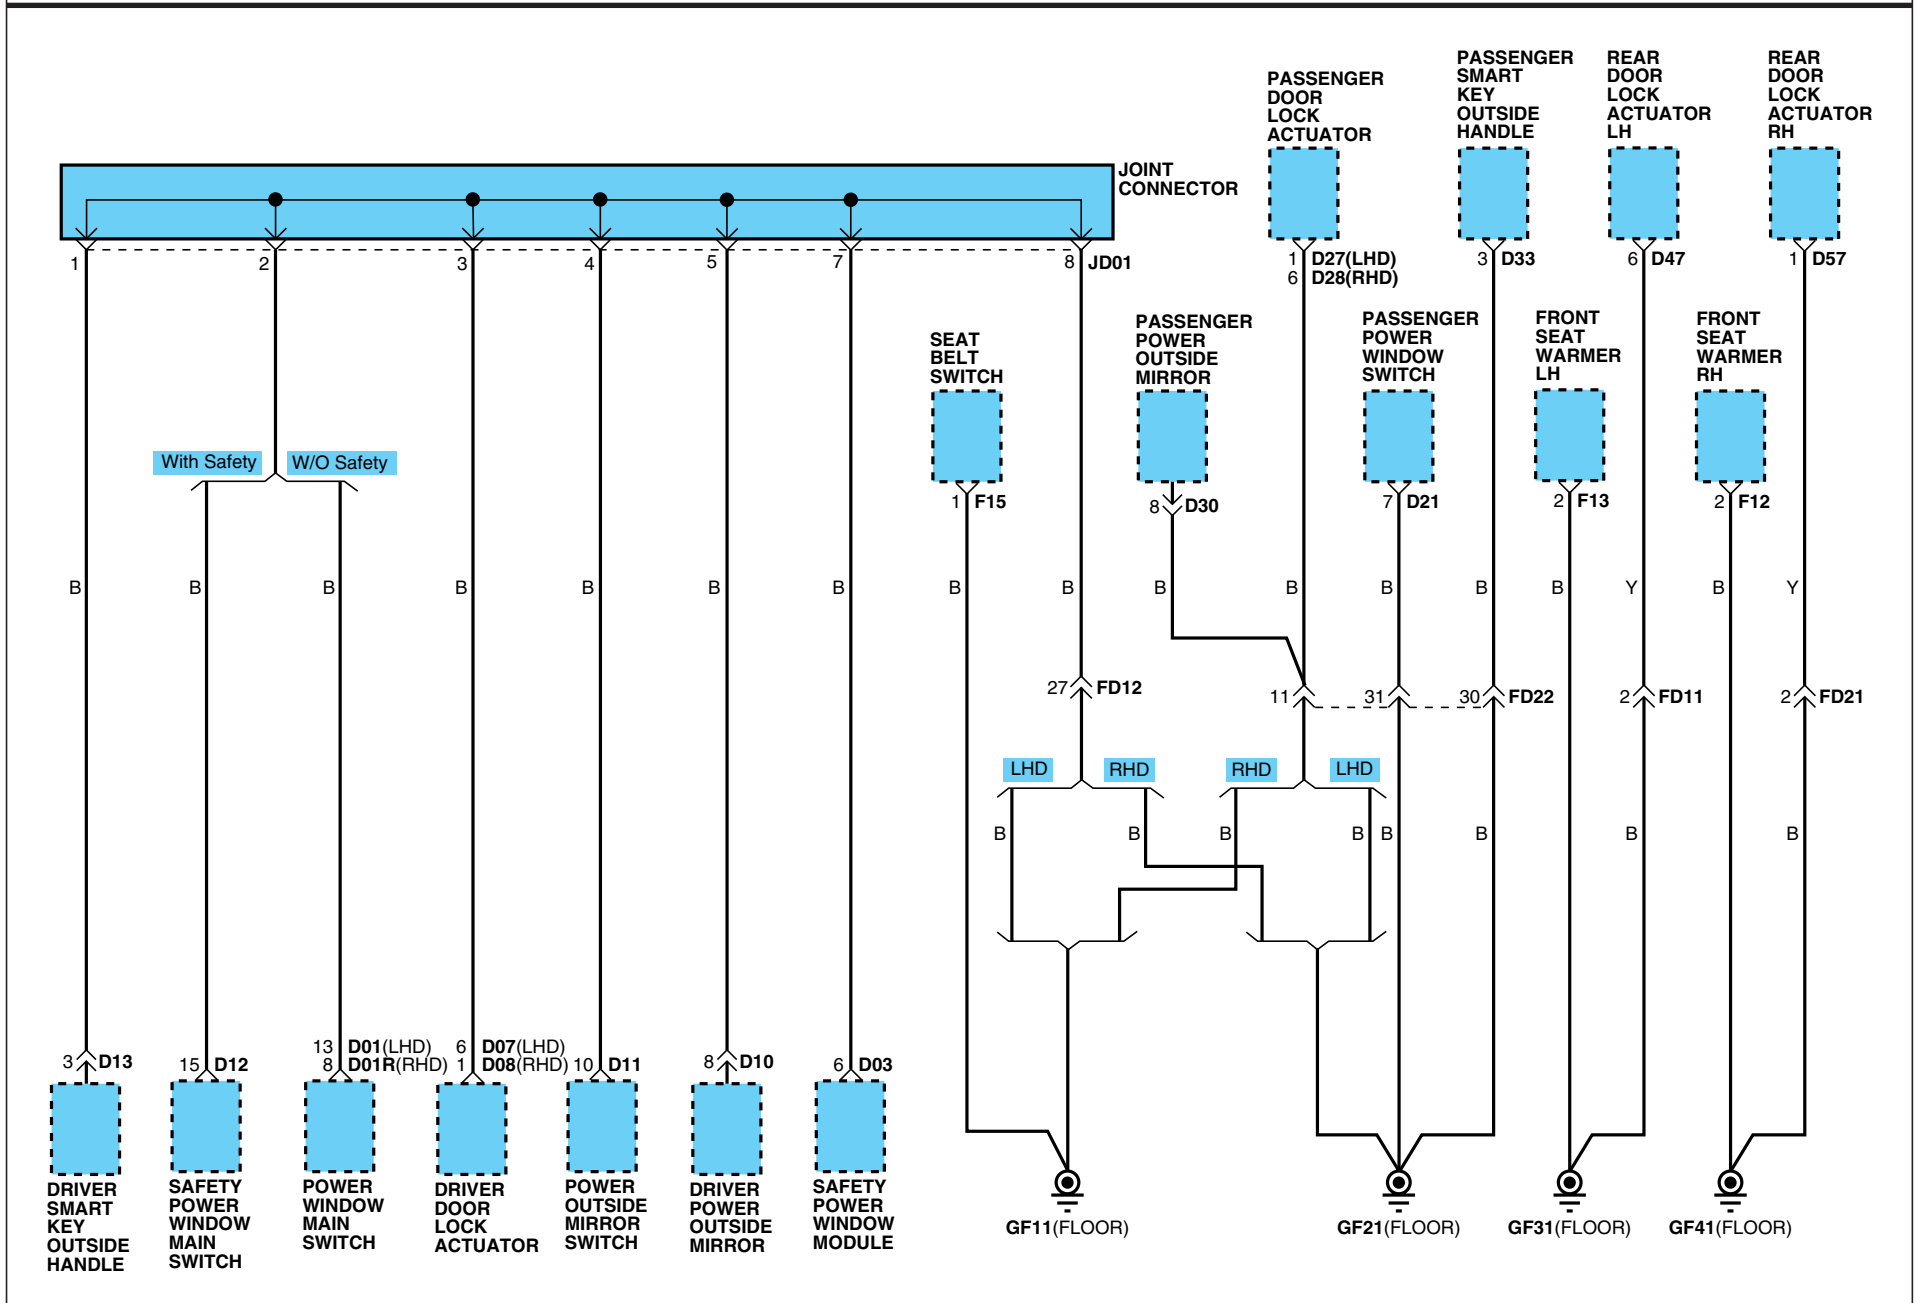 PASSENGER
DOOR
LOCK
ACTUATOR
PASSENGER
SMART
KEY
OUTSIDE
HANDLE
REAR
DOOR
LOCK
ACTUATOR
LH
REAR
DOOR
LOCK
ACTUATOR
RH
JOINT
CONNECTOR
1
2
3
4
5
7
8 JD01
1 D27(LHD)
6 D28(RHD)
3 D33
6 D47
1 D57
SEAT
BELT
SWITCH
PASSENGER
POWER
OUTSIDE
MIRROR
PASSENGER
POWER
WINDOW
SWITCH
FRONT
SEAT
WARMER
LH
FRONT
SEAT
WARMER
RH
With Safety
W/O Safety
1 F15
8 D30
7 D21
2 F13
2 F12
B
B
B
B
B
B
B
B
B
B
B
B
B
B
Y
B
Y
27 FD12
11
31
30 FD22
2 FD11
2 FD21
LHD
RHD
RHD
LHD
B
B
B
B
B
B
B
B
3 D13
15 D12
13 D01(LHD)
8 D01R(RHD)
6 D07(LHD)
1 D08(RHD)
10 D11
8 D10
6 D03
DRIVER
SMART
KEY
OUTSIDE
HANDLE
SAFETY
POWER
WINDOW
MAIN
SWITCH
POWER
WINDOW
MAIN
SWITCH
DRIVER
DOOR
LOCK
ACTUATOR
POWER
OUTSIDE
MIRROR
SWITCH
DRIVER
POWER
OUTSIDE
MIRROR
SAFETY
POWER
WINDOW
MODULE
GF11(FLOOR)
GF21(FLOOR)
GF31(FLOOR)
GF41(FLOOR)